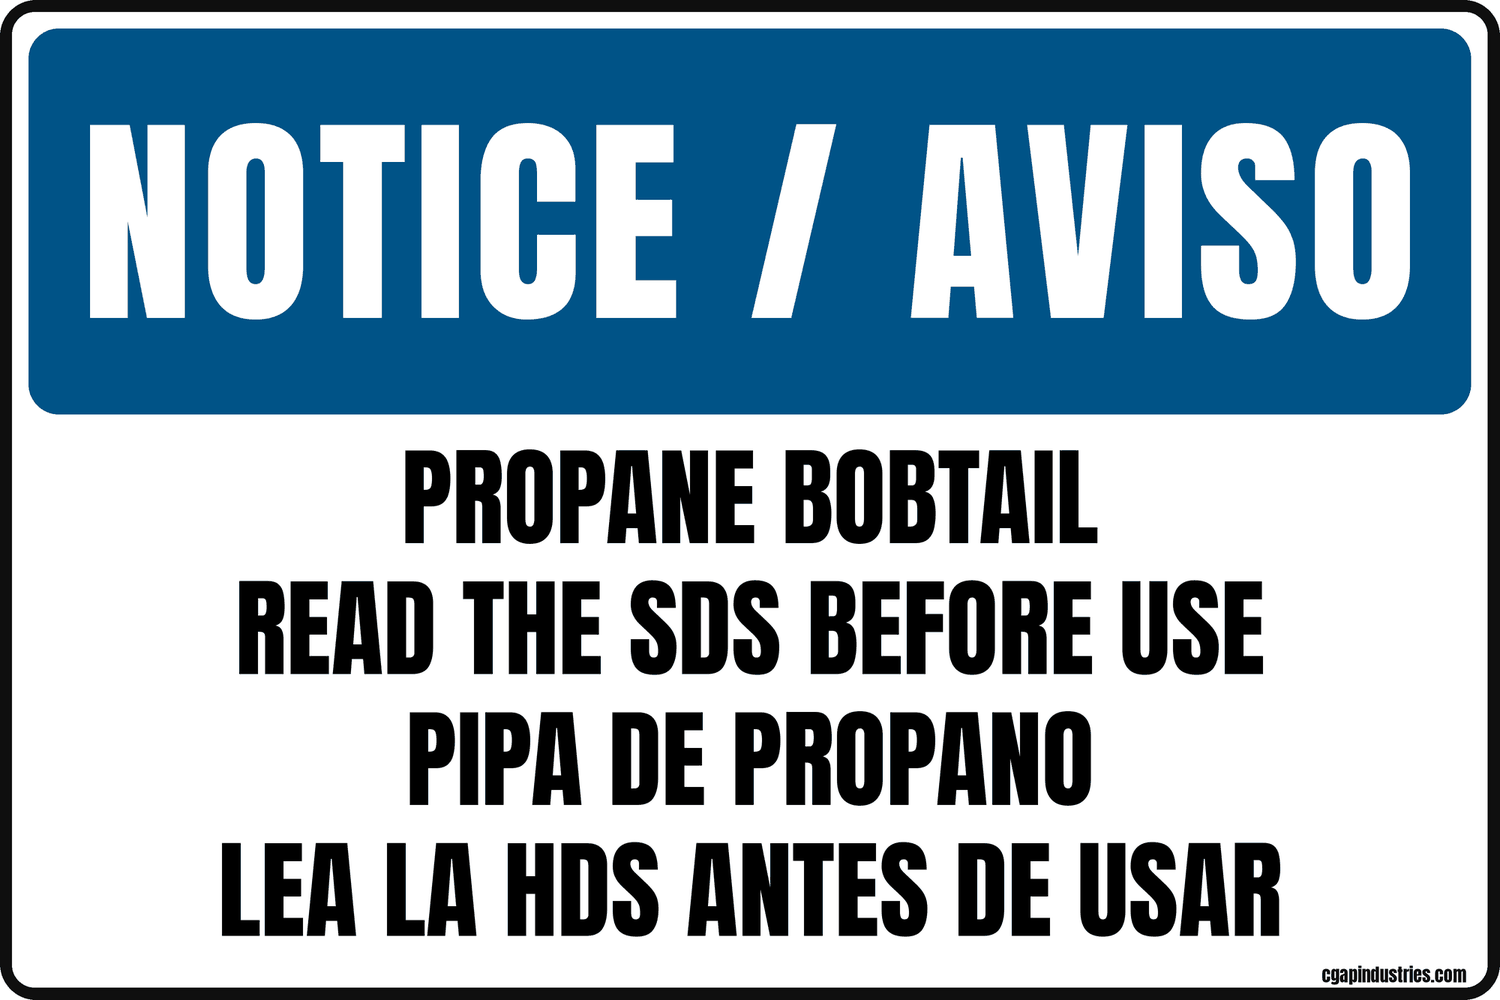 NOTICE / AVISO
PROPANE BOBTAIL
READ THE SDS BEFORE USE
PIPA DE PROPANO
LEA LA HDS ANTES DE USAR
cgapindustries.com